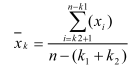 x̄ₖ = ∑_{i=k2+1}^{n−k1} (xᵢ) / n−(k₁+k₂)